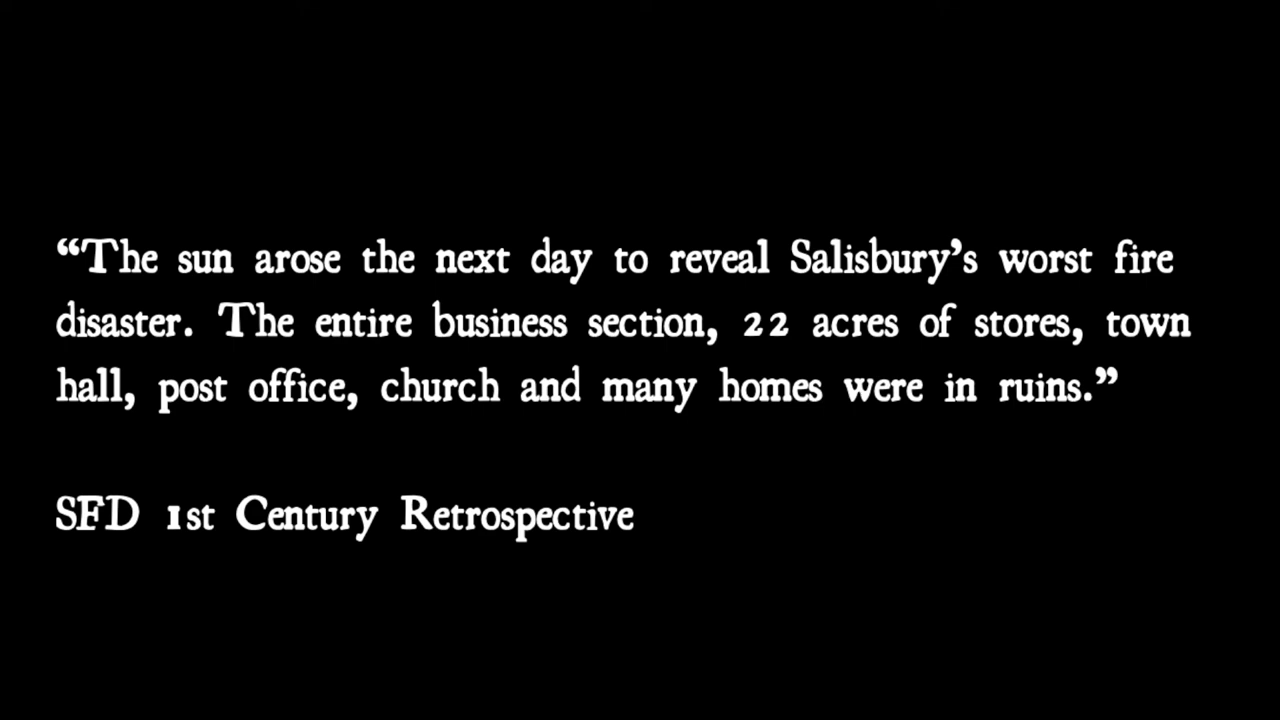 “The sun arose the next day to reveal Salisbury’s worst fire
disaster. The entire business section, 22 acres of stores, town
hall, post office, church and many homes were in ruins.”
SFD 1st Century Retrospective